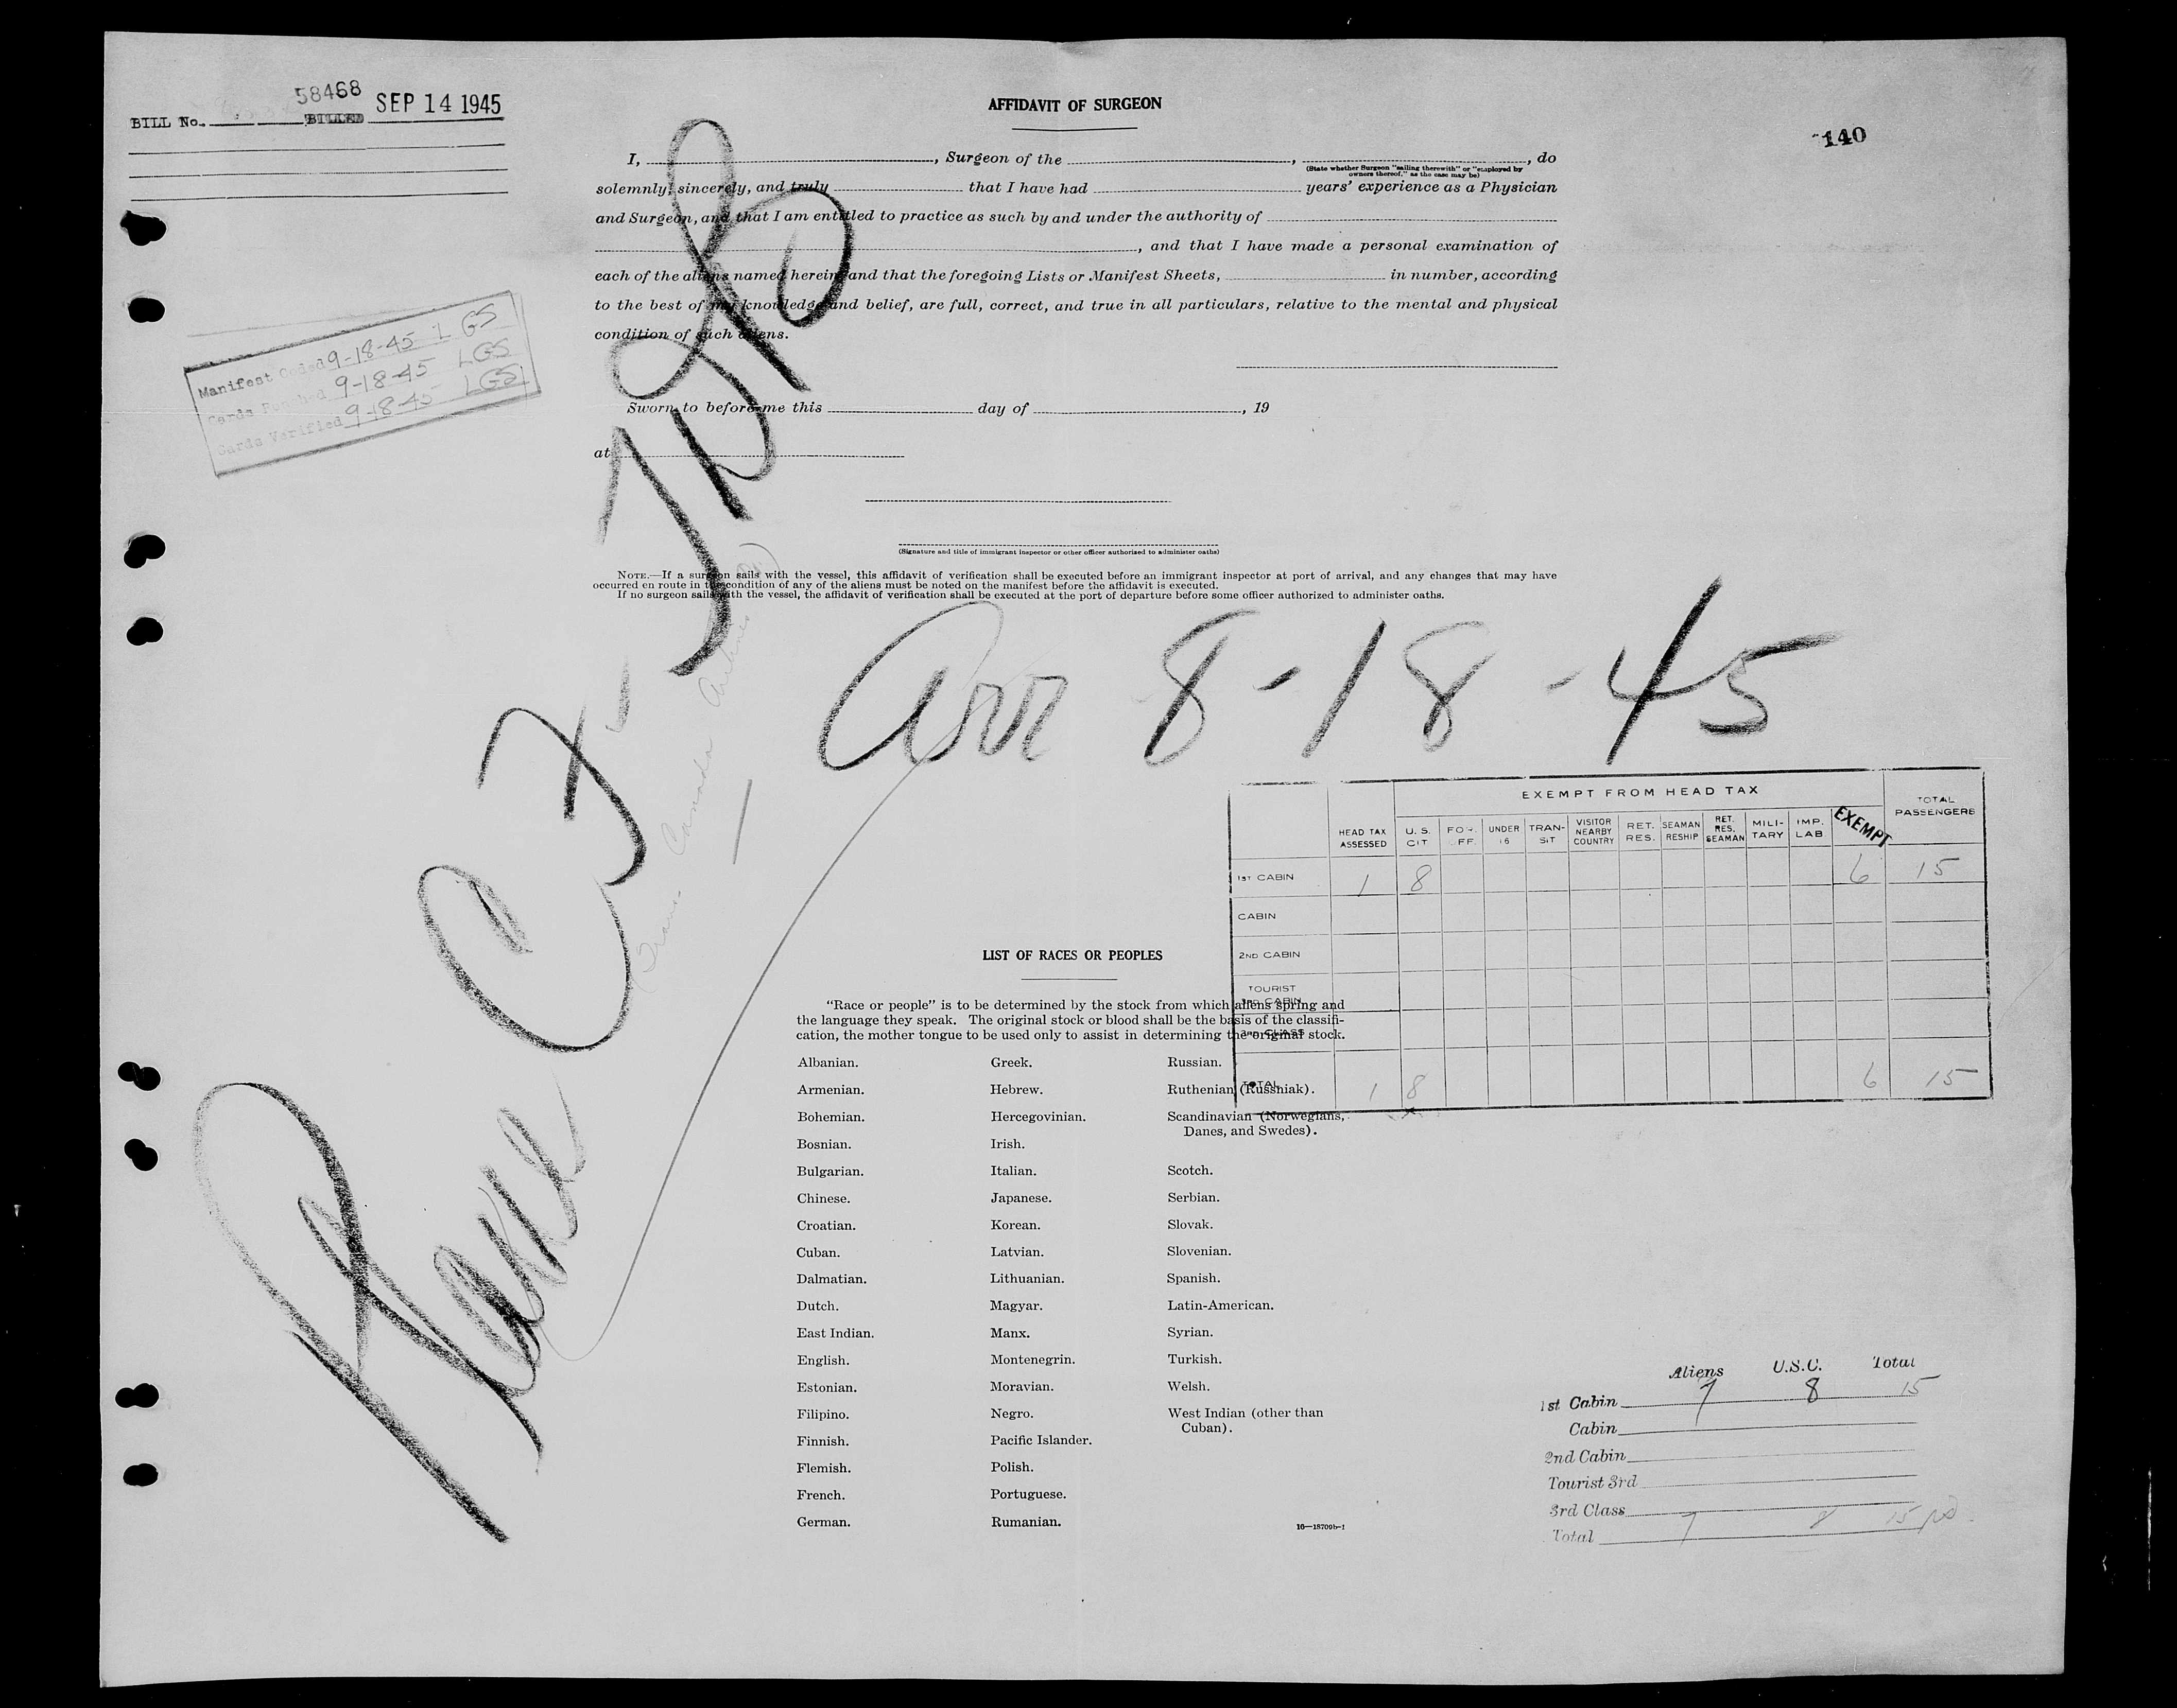 58468 SEP 14 1945
BILL No. BILLED
140
AFFIDAVIT OF SURGEON
I, , Surgeon of the , , do
(State whether Surgeon "sailing therewith" or "employed by
owners thereof," as the case may be)
solemnly, sincerely, and truly that I have had years' experience as a Physician
and Surgeon, and that I am entitled to practice as such by and under the authority of
, and that I have made a personal examination of
each of the aliens named herein and that the foregoing Lists or Manifest Sheets, in number, according
to the best of my knowledge and belief, are full, correct, and true in all particulars, relative to the mental and physical
condition of such aliens.
Manifest Coded 9-18-45 LGS
Cards Punched 9-18-45 LGS
Cards Verified 9-18-45 LGS
Sworn to before me this day of , 19
at
(Signature and title of immigrant inspector or other officer authorized to administer oaths)
NOTE.—If a surgeon sails with the vessel, this affidavit of verification shall be executed before an immigrant inspector at port of arrival, and any changes that may have
occurred en route in the condition of any of the aliens must be noted on the manifest before the affidavit is executed.
If no surgeon sails with the vessel, the affidavit of verification shall be executed at the port of departure before some officer authorized to administer oaths.
Plane CF-
Trans- Canada Airlines
Arr 8-18-45
EXEMPT FROM HEAD TAX
HEAD TAX ASSESSED U. S. CIT FOR. OFF. UNDER 16 TRAN-SIT VISITOR NEARBY COUNTRY RET. RES. SEAMAN RESHIP RET. RES. SEAMAN MILI-TARY IMP. LAB EXEMPT TOTAL PASSENGERS
1ST CABIN 1 8 6 15
CABIN
2ND CABIN
TOURIST
3RD CABIN
3RD CLASS
TOTAL 1 8 6 15
LIST OF RACES OR PEOPLES
"Race or people" is to be determined by the stock from which aliens spring and
the language they speak. The original stock or blood shall be the basis of the classifi-
cation, the mother tongue to be used only to assist in determining the original stock.
Albanian. Greek. Russian.
Armenian. Hebrew. Ruthenian (Russniak).
Bohemian. Hercegovinian. Scandinavian (Norwegians,
Danes, and Swedes).
Bosnian. Irish.
Bulgarian. Italian. Scotch.
Chinese. Japanese. Serbian.
Croatian. Korean. Slovak.
Cuban. Latvian. Slovenian.
Dalmatian. Lithuanian. Spanish.
Dutch. Magyar. Latin-American.
East Indian. Manx. Syrian.
English. Montenegrin. Turkish.
Estonian. Moravian. Welsh.
Filipino. Negro. West Indian (other than
Cuban).
Finnish. Pacific Islander.
Flemish. Polish.
French. Portuguese.
German. Rumanian.
16—18709b-1
Aliens U.S.C. Total
1st Cabin 7 8 15
Cabin
2nd Cabin
Tourist 3rd
3rd Class
Total 7 8 15